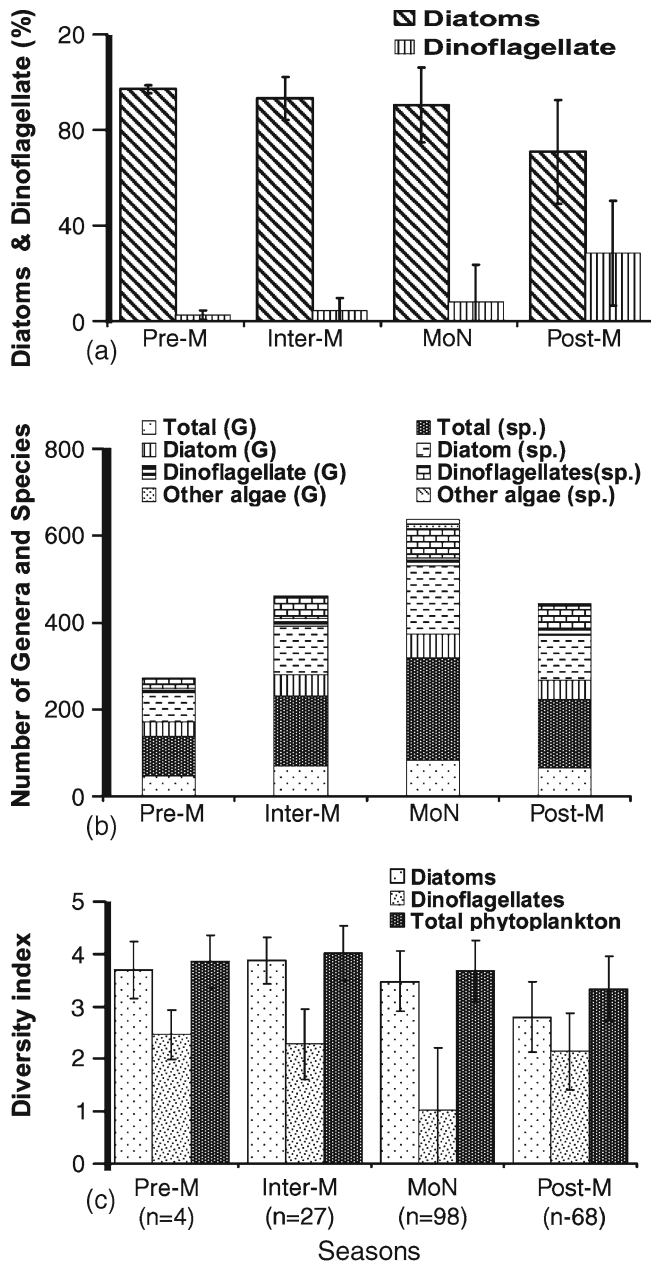 Diatoms & Dinoflagellate (%)
20
80
40
0
Diatoms
Dinoflagellate
(a)
Pre-M Inter-M MoN Post-M
Number of Genera and Species
800
600
400
200
0
Total (G) Total (sp.)
Diatom (G) Diatom (sp.)
Dinoflagellate (G) Dinoflagellates(sp.)
Other algae (G) Other algae (sp.)
(b)
Pre-M Inter-M MoN Post-M
Diversity index
5
4
3
2
1
0
Diatoms
Dinoflagellates
Total phytoplankton
(c)
Pre-M Inter-M MoN Post-M
(n=4) (n=27) (n=98) (n-68)
Seasons